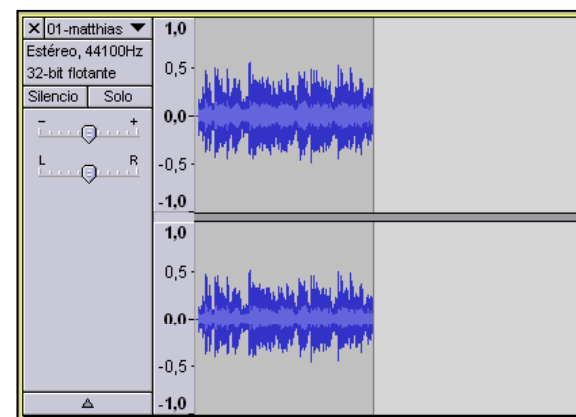 X 01-matthias ▼
Estéreo, 44100Hz
32-bit flotante
Silencio Solo
- +
L R
1,0
0,5
0,0
-0,5
-1,0
1,0
0,5
0,0
-0,5
-1,0